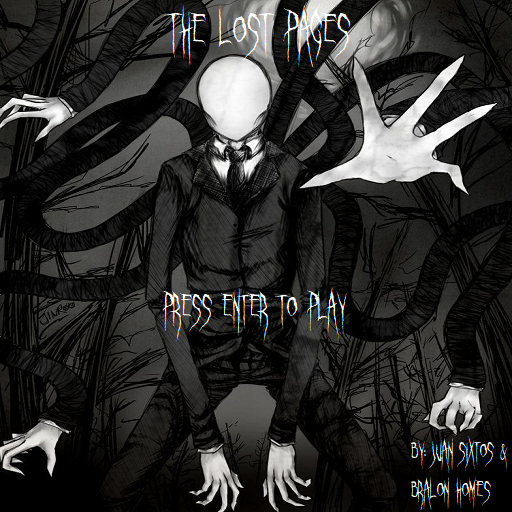 THE LOST PAGES
PRESS ENTER TO PLAY
BY: JUAN SIXTOS &
BRALON HOMES